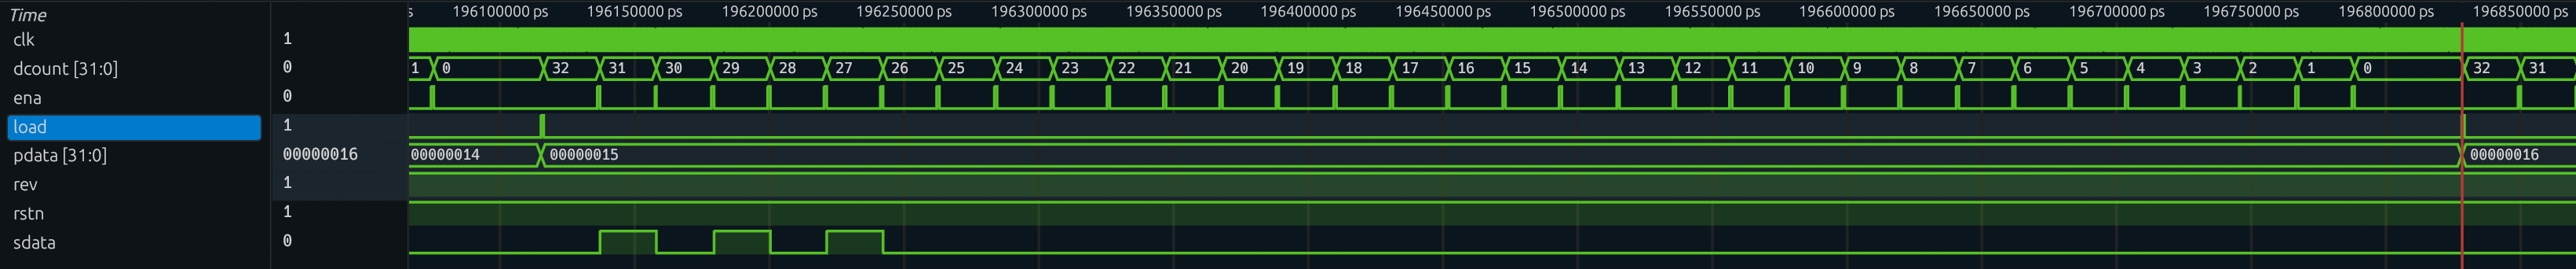 Time s 196100000 ps 196150000 ps 196200000 ps 196250000 ps 196300000 ps 196350000 ps 196400000 ps 196450000 ps 196500000 ps 196550000 ps 196600000 ps 196650000 ps 196700000 ps 196750000 ps 196800000 ps 196850000 ps
clk 1
dcount [31:0] 0 1 0 32 31 30 29 28 27 26 25 24 23 22 21 20 19 18 17 16 15 14 13 12 11 10 9 8 7 6 5 4 3 2 1 0 32 31
ena 0
load 1
pdata [31:0] 00000016 00000014 00000015 00000016
rev 1
rstn 1
sdata 0